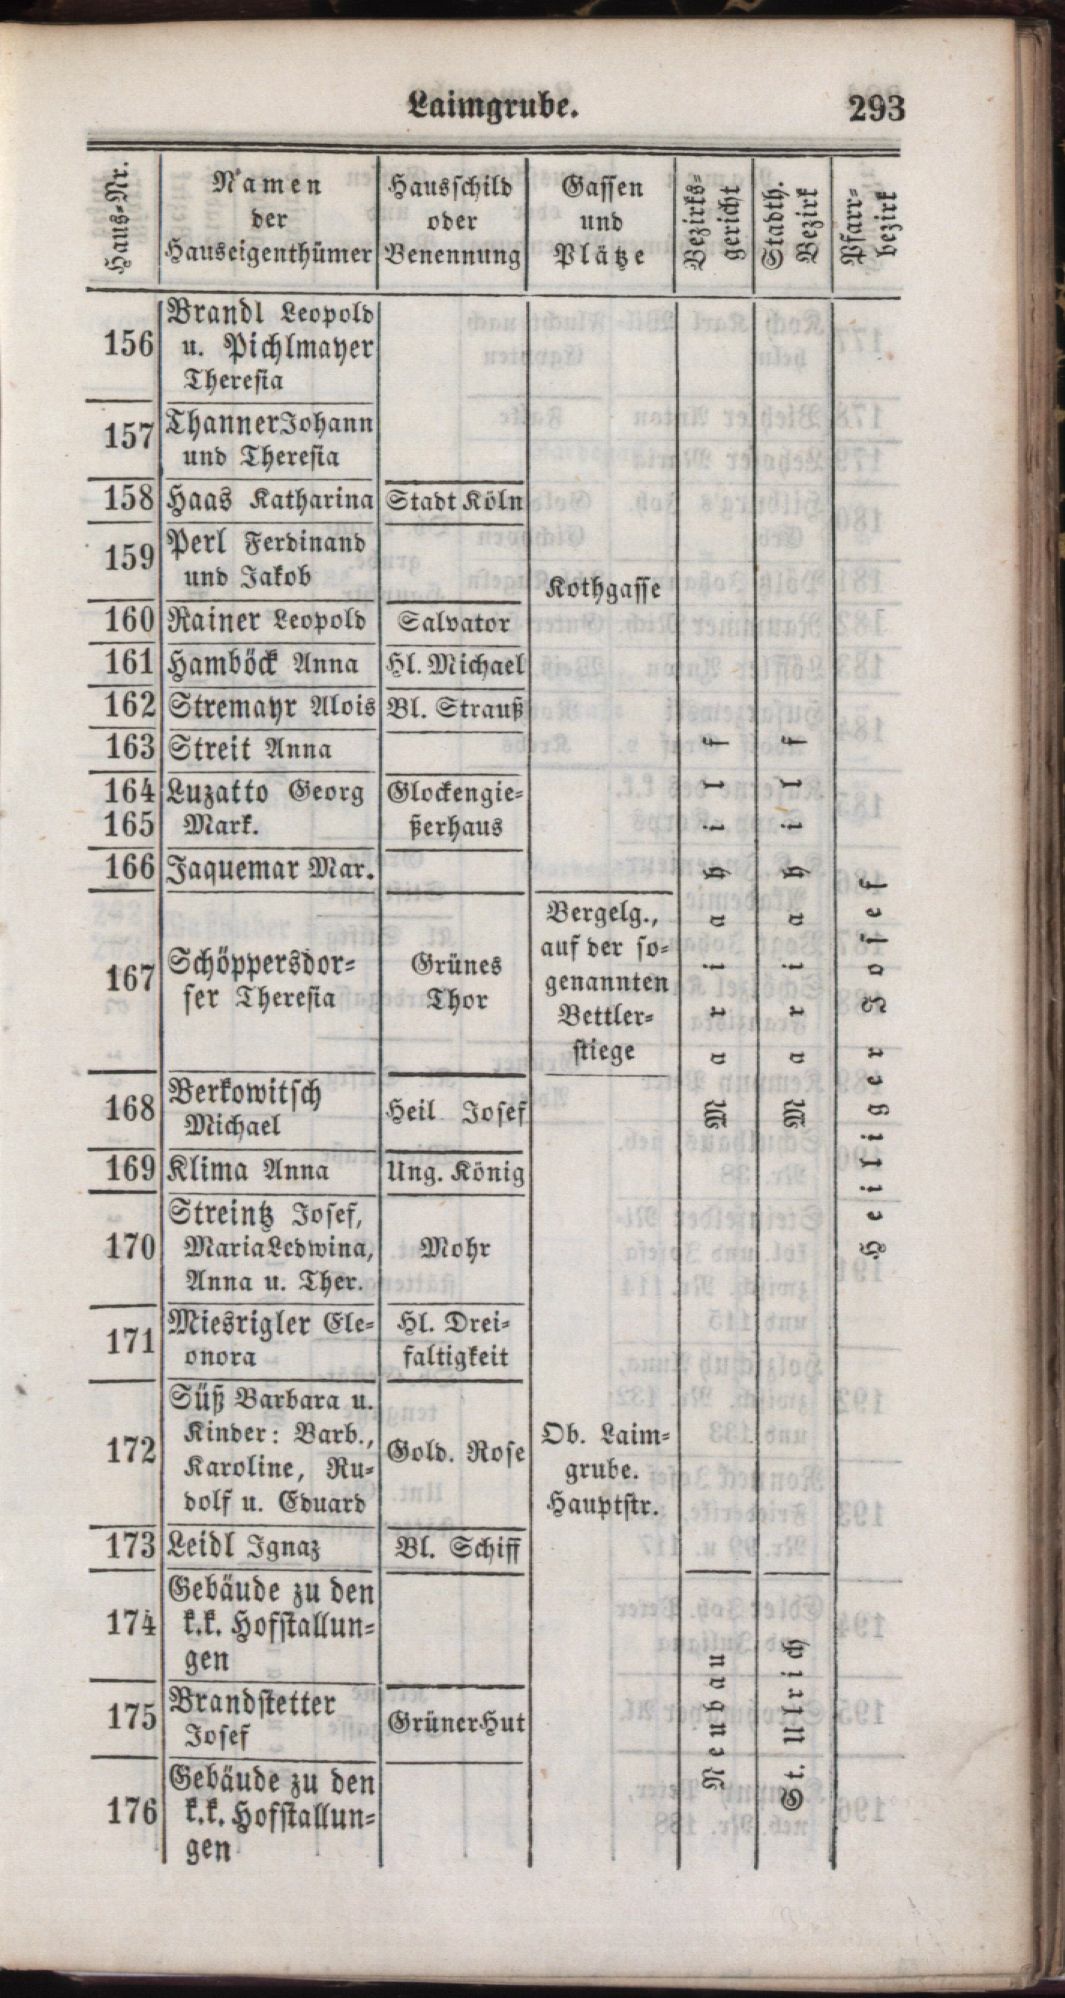 Laimgrube. 293
Haus-Nr. | Namen der Hauseigenthümer | Hausschild oder Benennung | Gassen und Plätze | Bezirks-gericht | Stadth. Bezirk | Pfarr-bezirk
156 Brandl Leopold
u. Pichlmayer
Theresia
157 Thanner Johann
und Theresia
158 Haas Katharina | Stadt Köln
159 Perl Ferdinand
und Jakob
Kothgasse
160 Rainer Leopold | Salvator
161 Hamböck Anna | Hl. Michael
162 Stremayr Alois | Bl. Strauß
163 Streit Anna
164 Luzatto Georg | Glockengie-
165 Mark. | ßerhaus
166 Jaquemar Mar.
Bergelg.,
auf der so-
genannten
Bettler-
stiege
167 Schöppersdor- | Grünes
fer Theresia | Thor
168 Berkowitsch
Michael | Heil Josef
169 Klima Anna | Ung. König
170 Streintz Josef,
Maria Ledwina, | Mohr
Anna u. Ther.
171 Miesrigler Ele- | Hl. Drei-
onora | faltigkeit
172 Süß Barbara u.
Kinder: Barb., | Gold. Rose
Karoline, Ru-
dolf u. Eduard
Ob. Laim-
grube.
Hauptstr.
173 Leidl Ignaz | Bl. Schiff
174 Gebäude zu den
k.k. Hofstallun-
gen
175 Brandstetter
Josef | Grüner Hut
176 Gebäude zu den
k.k. Hofstallun-
gen
Mariahilf
Neubau
Mariahilf
St. Ulrich
Heiliger Josef